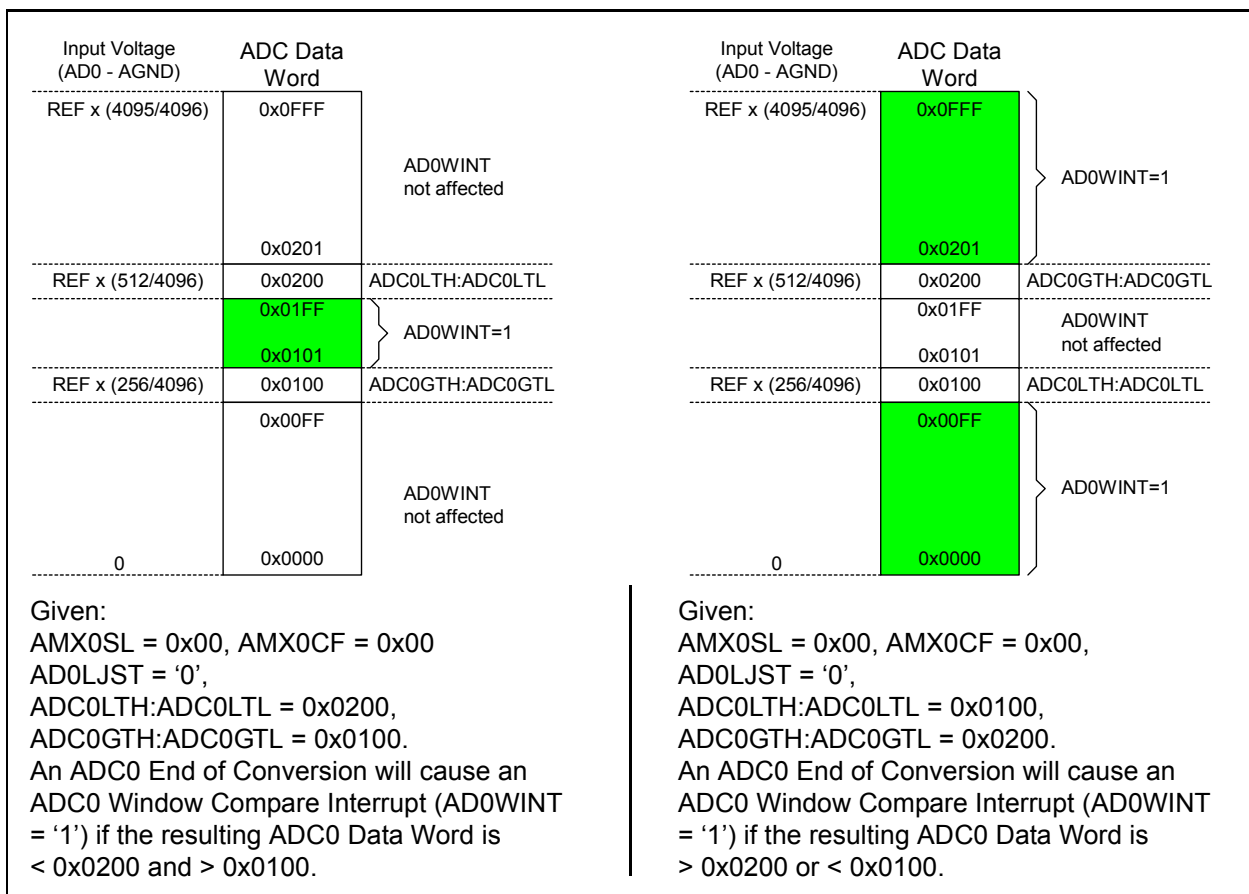 Input Voltage
(AD0 - AGND)
ADC Data
Word
REF x (4095/4096)
0x0FFF
AD0WINT
not affected
0x0201
REF x (512/4096)
0x0200
ADC0LTH:ADC0LTL
0x01FF
AD0WINT=1
0x0101
REF x (256/4096)
0x0100
ADC0GTH:ADC0GTL
0x00FF
AD0WINT
not affected
0
0x0000
Given:
AMX0SL = 0x00, AMX0CF = 0x00
AD0LJST = ‘0’,
ADC0LTH:ADC0LTL = 0x0200,
ADC0GTH:ADC0GTL = 0x0100.
An ADC0 End of Conversion will cause an
ADC0 Window Compare Interrupt (AD0WINT
= ‘1’) if the resulting ADC0 Data Word is
< 0x0200 and > 0x0100.
Input Voltage
(AD0 - AGND)
ADC Data
Word
REF x (4095/4096)
0x0FFF
AD0WINT=1
0x0201
REF x (512/4096)
0x0200
ADC0GTH:ADC0GTL
0x01FF
AD0WINT
not affected
0x0101
REF x (256/4096)
0x0100
ADC0LTH:ADC0LTL
0x00FF
AD0WINT=1
0
0x0000
Given:
AMX0SL = 0x00, AMX0CF = 0x00,
AD0LJST = ‘0’,
ADC0LTH:ADC0LTL = 0x0100,
ADC0GTH:ADC0GTL = 0x0200.
An ADC0 End of Conversion will cause an
ADC0 Window Compare Interrupt (AD0WINT
= ‘1’) if the resulting ADC0 Data Word is
> 0x0200 or < 0x0100.